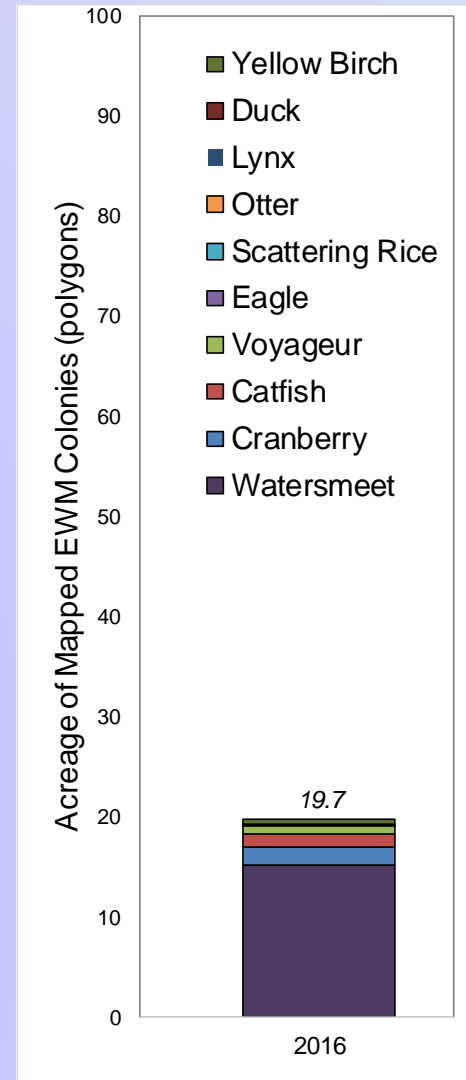 Acreage of Mapped EWM Colonies (polygons)
100
90
80
70
60
50
40
30
20
10
0
Yellow Birch
Duck
Lynx
Otter
Scattering Rice
Eagle
Voyageur
Catfish
Cranberry
Watersmeet
19.7
2016